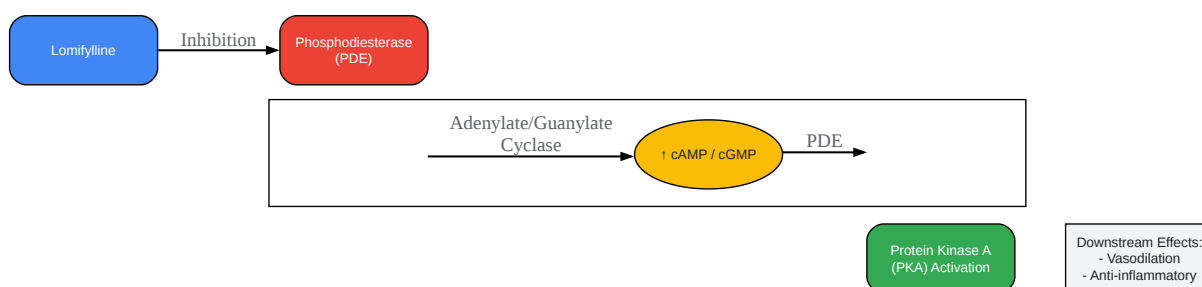 Lomifylline
Inhibition
Phosphodiesterase
(PDE)
Adenylate/Guanylate
Cyclase
↑ cAMP / cGMP
PDE
Protein Kinase A
(PKA) Activation
Downstream Effects:
- Vasodilation
- Anti-inflammatory